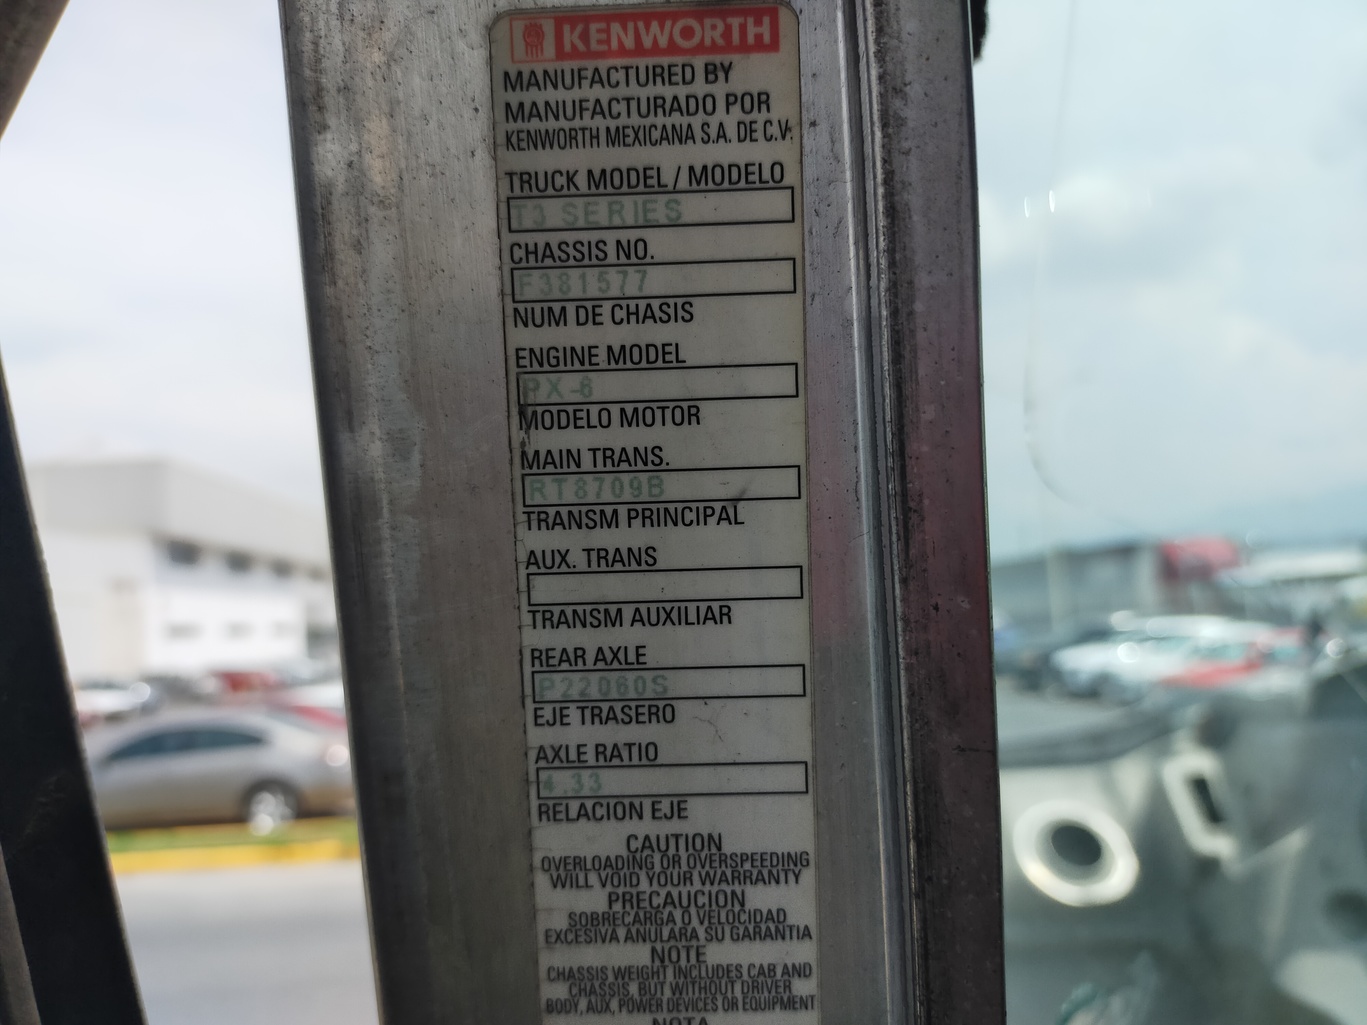 KENWORTH
MANUFACTURED BY
MANUFACTURADO POR
KENWORTH MEXICANA S.A. DE C.V.
TRUCK MODEL / MODELO
T3 SERIES
CHASSIS NO.
F381577
NUM DE CHASIS
ENGINE MODEL
PX-6
MODELO MOTOR
MAIN TRANS.
RT8709B
TRANSM PRINCIPAL
AUX. TRANS
TRANSM AUXILIAR
REAR AXLE
P22060S
EJE TRASERO
AXLE RATIO
4.33
RELACION EJE
CAUTION
OVERLOADING OR OVERSPEEDING
WILL VOID YOUR WARRANTY
PRECAUCION
SOBRECARGA O VELOCIDAD
EXCESIVA ANULARA SU GARANTIA
NOTE
CHASSIS WEIGHT INCLUDES CAB AND
CHASSIS, BUT WITHOUT DRIVER
BODY, AUX, POWER DEVICES OR EQUIPMENT
NOTA